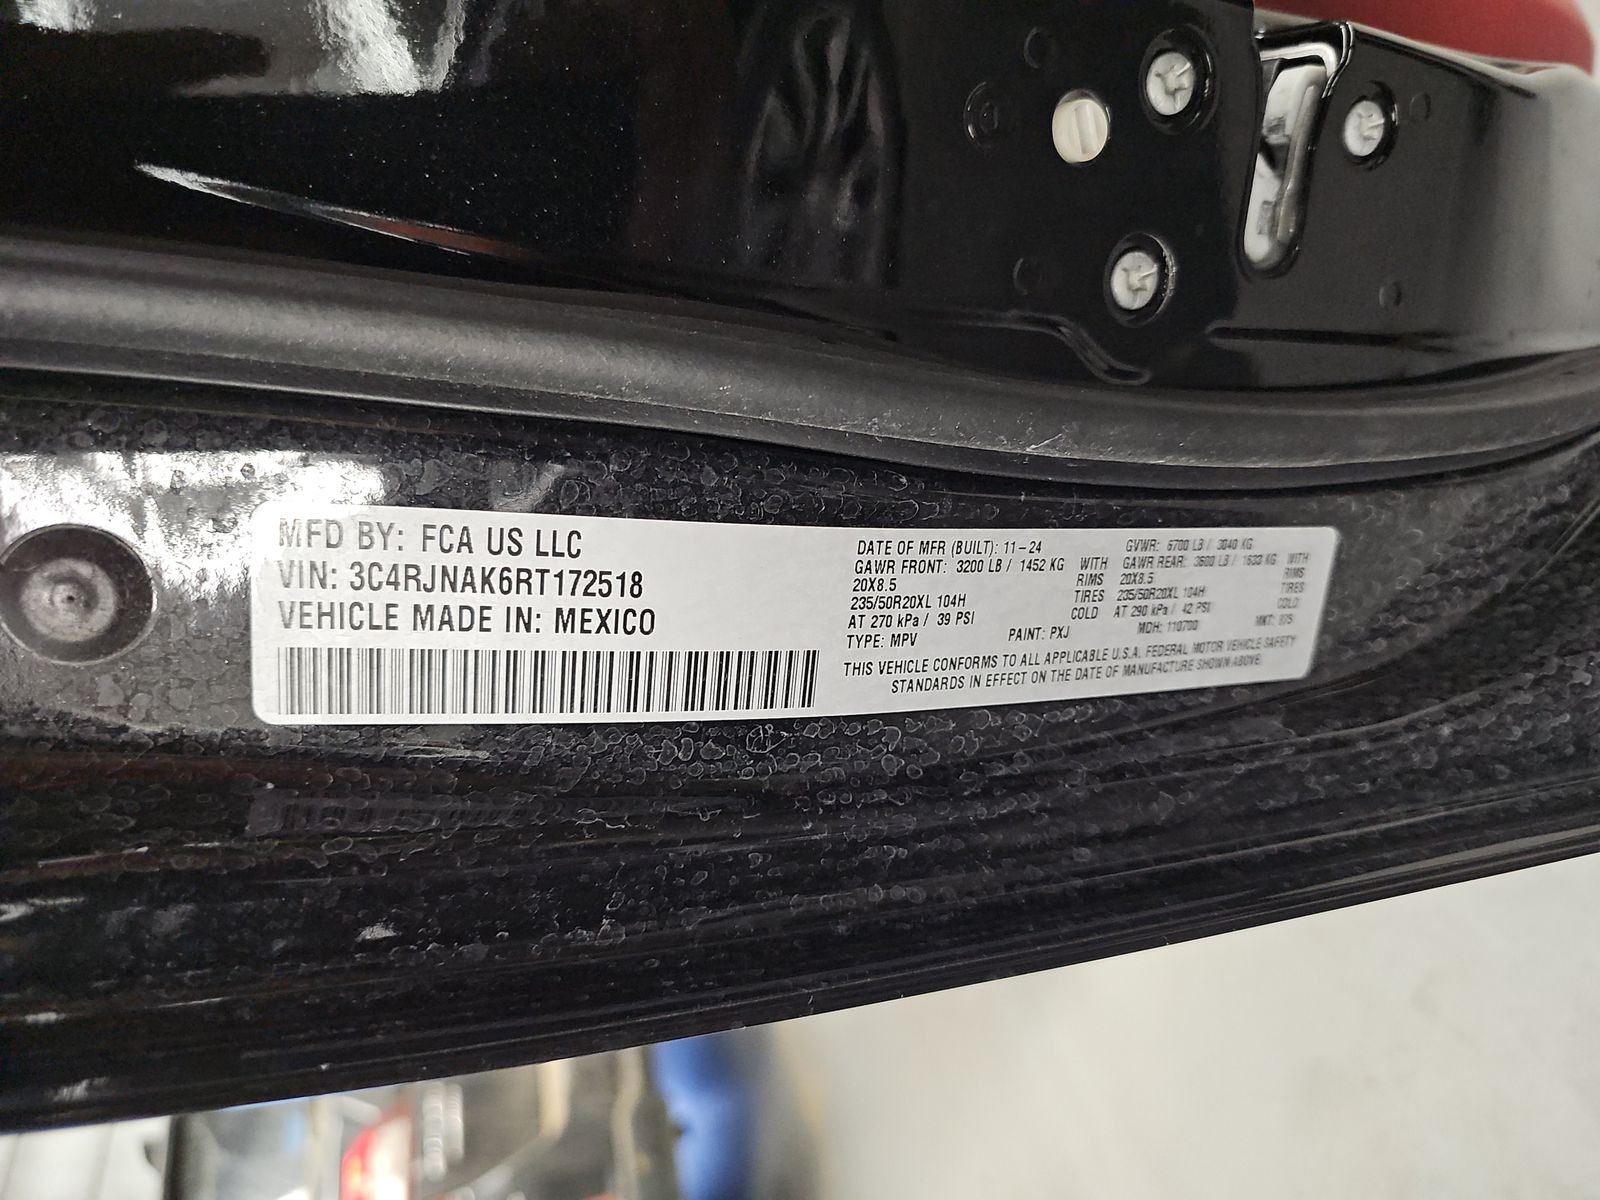 MFD BY: FCA US LLC
VIN: 3C4RJNAK6RT172518
VEHICLE MADE IN: MEXICO
DATE OF MFR (BUILT): 11-24 GVWR: 6700 LB / 3040 KG
GAWR FRONT: 3200 LB / 1452 KG WITH GAWR REAR: 3600 LB / 1633 KG WITH
20X8.5 RIMS 20X8.5 RIMS
235/50R20XL 104H TIRES 235/50R20XL 104H TIRES
AT 270 kPa / 39 PSI COLD AT 290 kPa / 42 PSI COLD
TYPE: MPV PAINT: PXJ MDH: 110700 MKT:
THIS VEHICLE CONFORMS TO ALL APPLICABLE U.S.A. FEDERAL MOTOR VEHICLE SAFETY
STANDARDS IN EFFECT ON THE DATE OF MANUFACTURE SHOWN ABOVE.